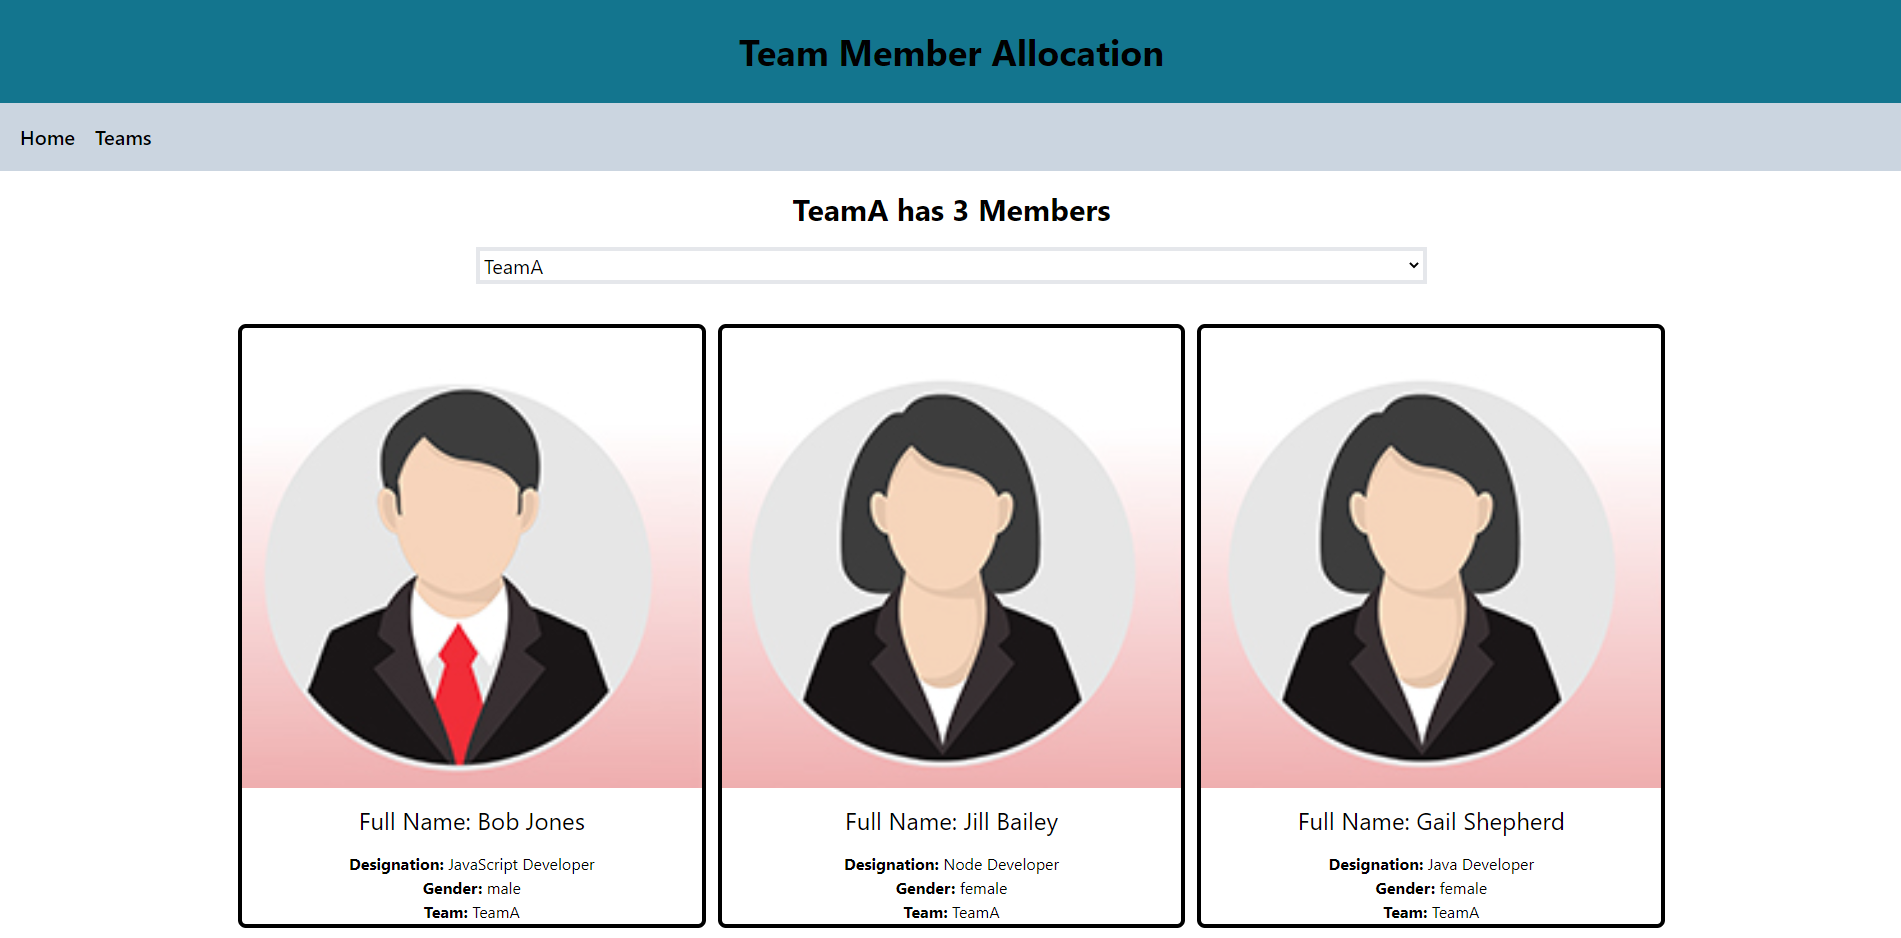 Team Member Allocation
Home Teams
TeamA has 3 Members
TeamA
Full Name: Bob Jones
Designation: JavaScript Developer
Gender: male
Team: TeamA
Full Name: Jill Bailey
Designation: Node Developer
Gender: female
Team: TeamA
Full Name: Gail Shepherd
Designation: Java Developer
Gender: female
Team: TeamA